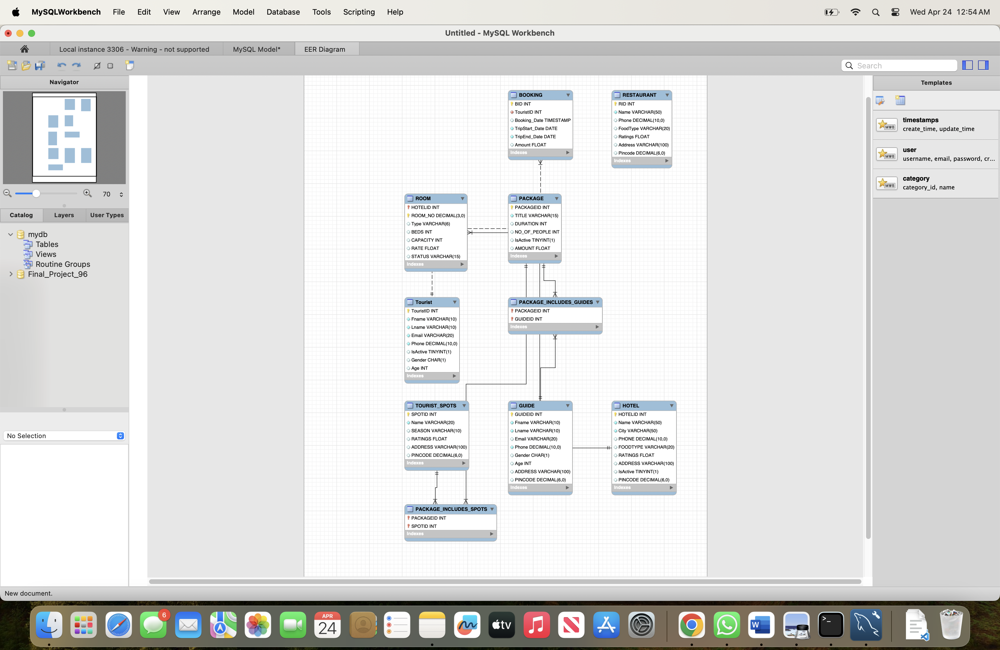 MySQLWorkbench File Edit View Arrange Model Database Tools Scripting Help Wed Apr 24 12:54 AM
Untitled - MySQL Workbench
Local instance 3306 - Warning - not supported MySQL Model* EER Diagram
Search
Navigator
70
Catalog Layers User Types
mydb
Tables
Views
Routine Groups
Final_Project_96
No Selection
BOOKING
BID INT
TouristID INT
Booking_Date TIMESTAMP
TripStart_Date DATE
TripEnd_Date DATE
Amount FLOAT
Indexes
RESTAURANT
RID INT
Name VARCHAR(50)
Phone DECIMAL(10,0)
FoodType VARCHAR(20)
Ratings FLOAT
Address VARCHAR(100)
Pincode DECIMAL(6,0)
Indexes
ROOM
HOTELID INT
ROOM_NO DECIMAL(3,0)
Type VARCHAR(6)
BEDS INT
CAPACITY INT
RATE FLOAT
STATUS VARCHAR(15)
Indexes
PACKAGE
PACKAGEID INT
TITLE VARCHAR(15)
DURATION INT
NO_OF_PEOPLE INT
IsActive TINYINT(1)
AMOUNT FLOAT
Indexes
Tourist
TouristID INT
Fname VARCHAR(10)
Lname VARCHAR(10)
Email VARCHAR(20)
Phone DECIMAL(10,0)
IsActive TINYINT(1)
Gender CHAR(1)
Age INT
Indexes
PACKAGE_INCLUDES_GUIDES
PACKAGEID INT
GUIDEID INT
Indexes
TOURIST_SPOTS
SPOTID INT
Name VARCHAR(20)
SEASON VARCHAR(10)
RATINGS FLOAT
ADDRESS VARCHAR(100)
PINCODE DECIMAL(6,0)
Indexes
GUIDE
GUIDEID INT
Fname VARCHAR(10)
Lname VARCHAR(10)
Email VARCHAR(20)
Phone DECIMAL(10,0)
Gender CHAR(1)
Age INT
ADDRESS VARCHAR(100)
PINCODE DECIMAL(6,0)
Indexes
HOTEL
HOTELID INT
Name VARCHAR(50)
City VARCHAR(50)
PHONE DECIMAL(10,0)
FOODTYPE VARCHAR(20)
RATINGS FLOAT
ADDRESS VARCHAR(100)
IsActive TINYINT(1)
PINCODE DECIMAL(6,0)
Indexes
PACKAGE_INCLUDES_SPOTS
PACKAGEID INT
SPOTID INT
Indexes
Templates
MWB
timestamps
create_time, update_time
MWB
user
username, email, password, cr...
MWB
category
category_id, name
New document.
6
APR
24
tv
W
>_